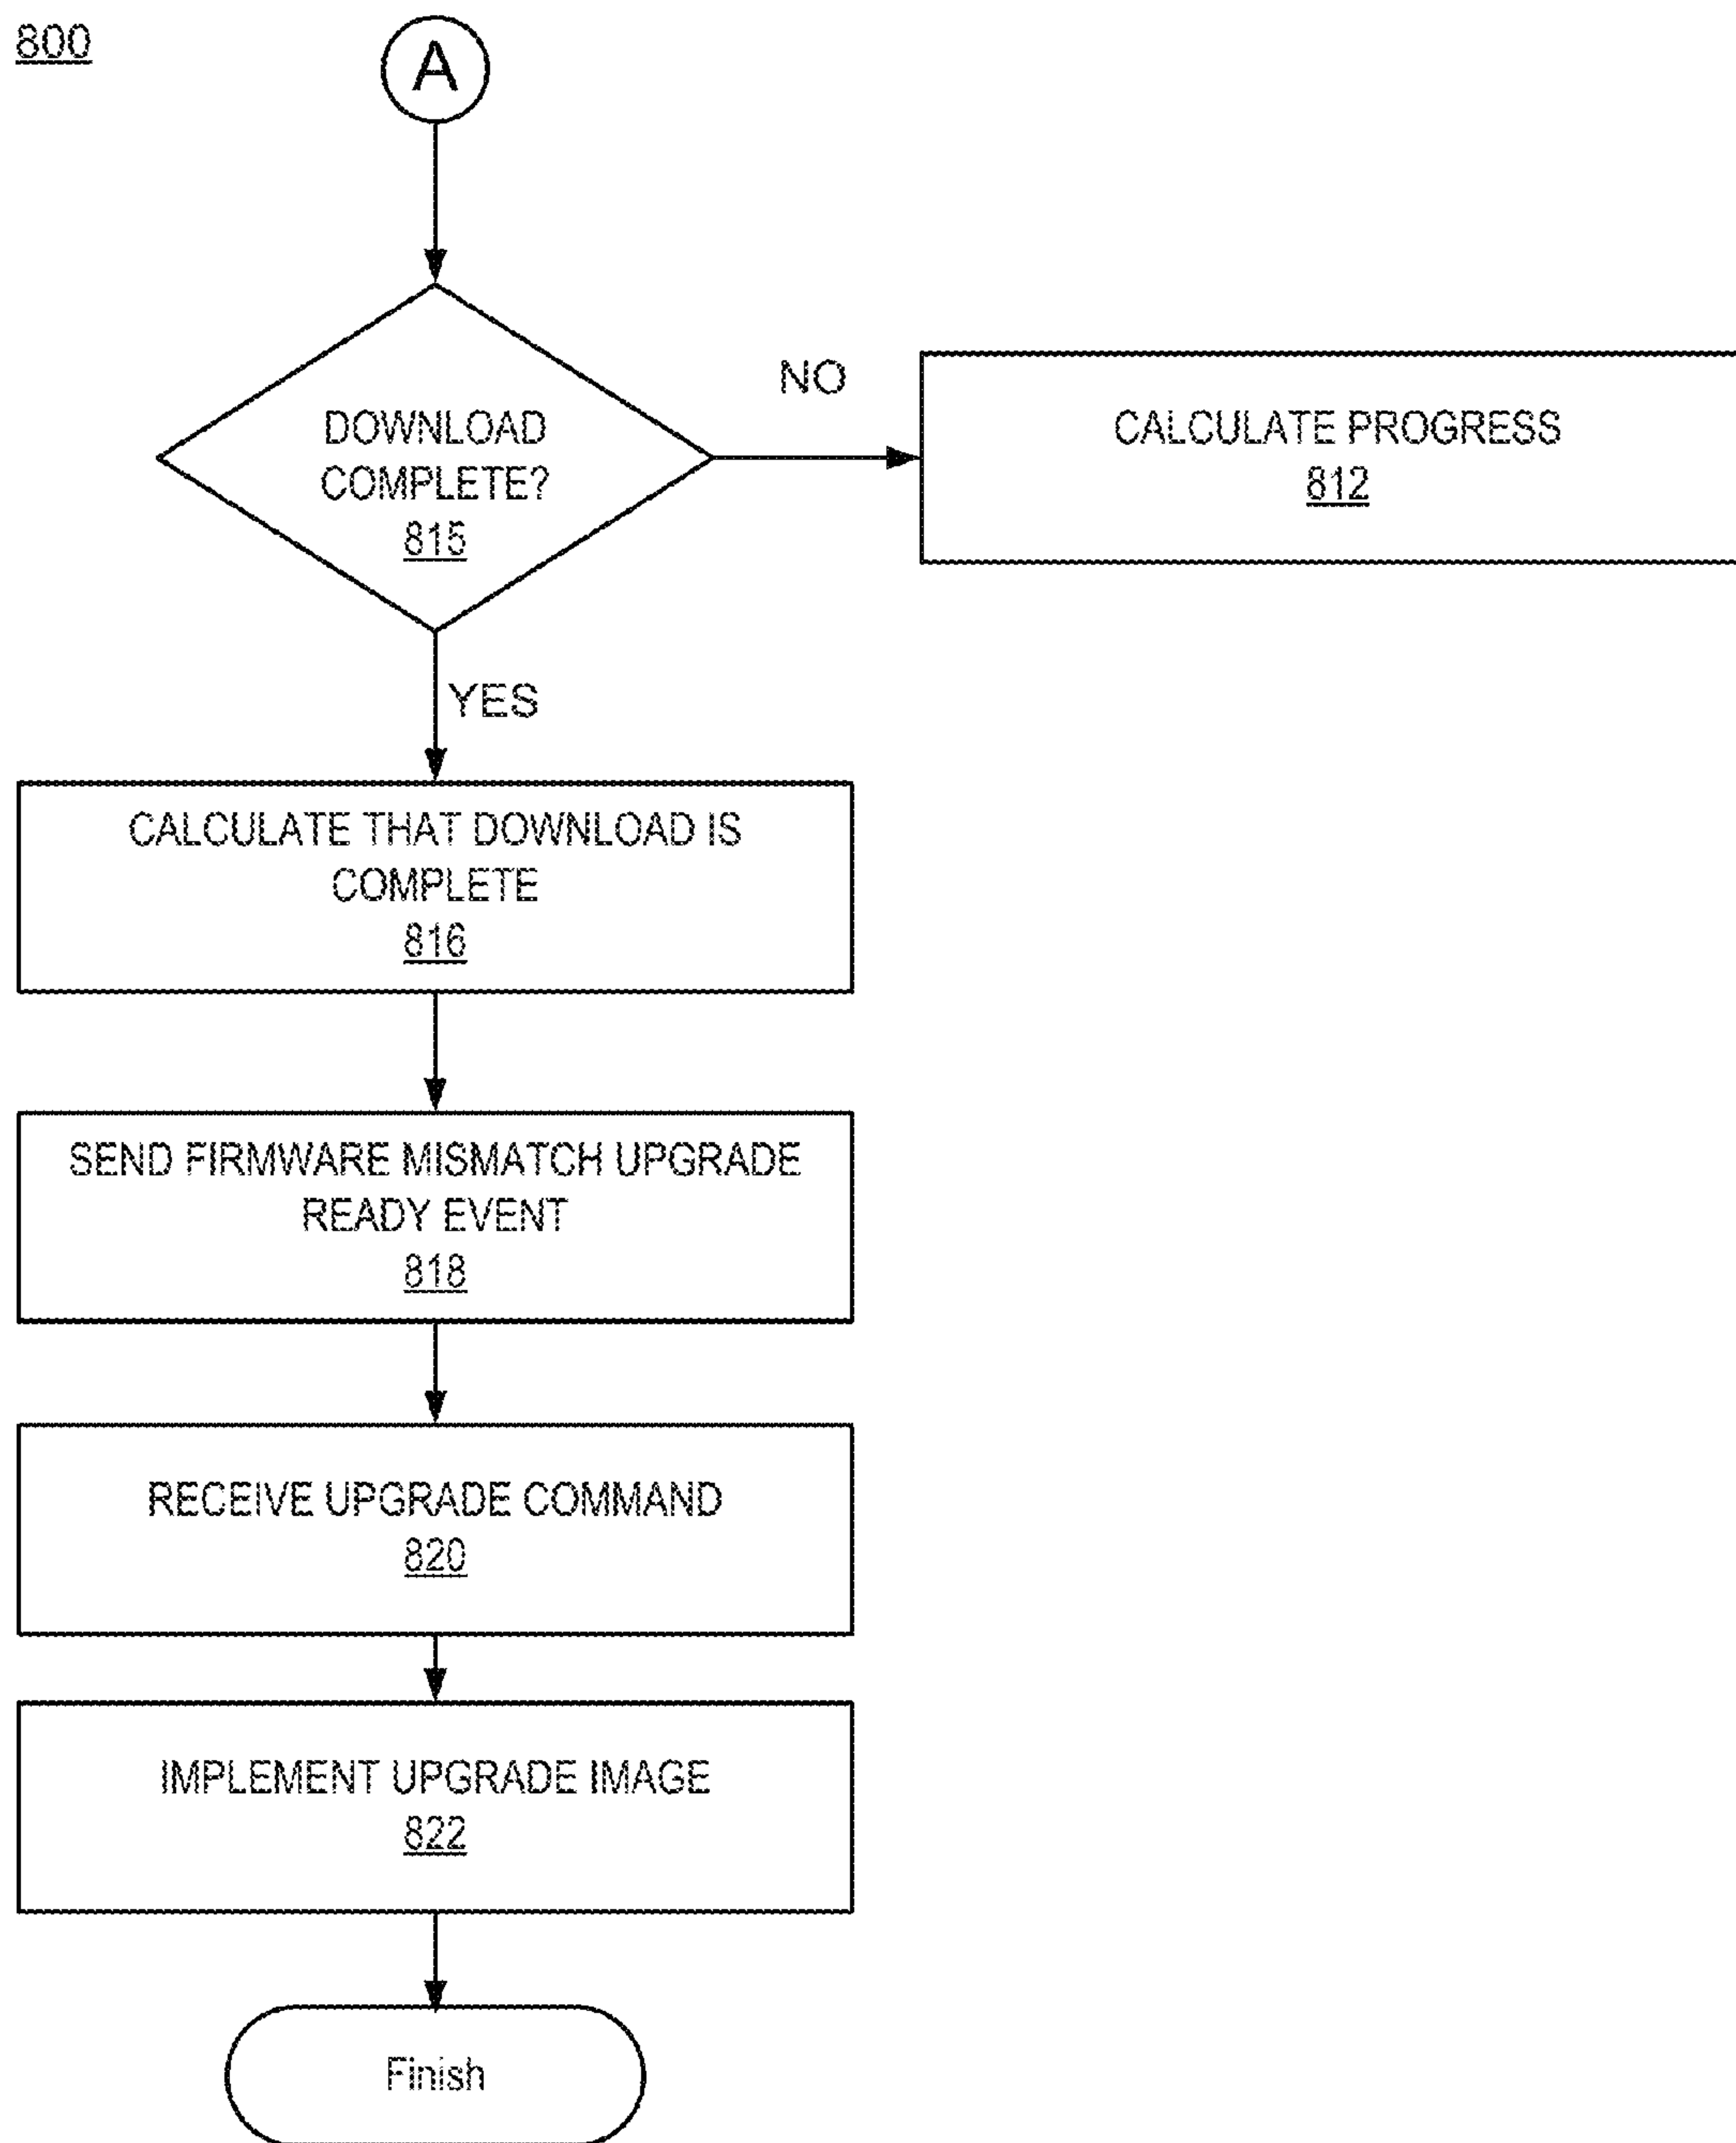 800
A
DOWNLOAD
COMPLETE?
815
NO
CALCULATE PROGRESS
812
YES
CALCULATE THAT DOWNLOAD IS
COMPLETE
816
SEND FIRMWARE MISMATCH UPGRADE
READY EVENT
818
RECEIVE UPGRADE COMMAND
820
IMPLEMENT UPGRADE IMAGE
822
Finish